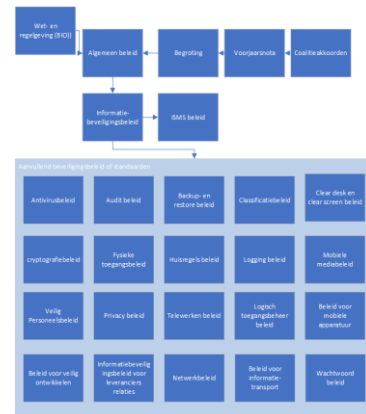 Wet- en
regelgeving (BIO))
Algemeen beleid
Begroting
Voorjaarsnota
Coalitieakkoorden
Informatie-
beveiligingsbeleid
ISMS beleid
Aanvullend beveiligingsbeleid of standaarden
Antivirusbeleid
Audit beleid
Backup- en
restore beleid
Classificatiebeleid
Clear desk en
clear screen beleid
cryptografiebeleid
Fysieke
toegangsbeleid
Huisregels beleid
Logging beleid
Mobiele
mediabeleid
Veilig
Personeelsbeleid
Privacy beleid
Telewerken beleid
Logisch
toegangsbeheer
beleid
Beleid voor
mobiele
apparatuur
Beleid voor veilig
ontwikkelen
Informatiebeveilig
ingsbeleid voor
leveranciers
relaties
Netwerkbeleid
Beleid voor
informatie-
transport
Wachtwoord
beleid